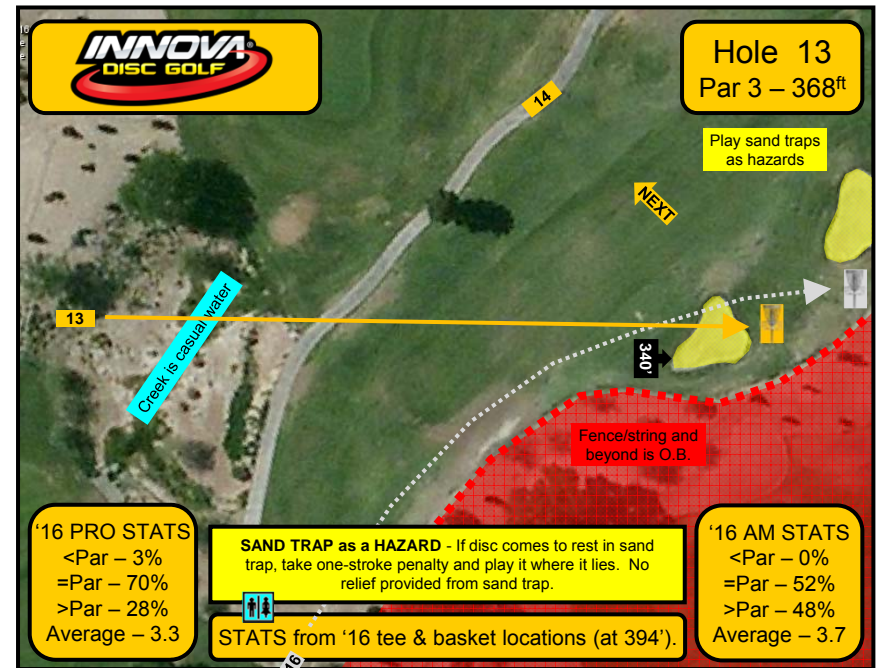 INNOVA®
DISC GOLF
Hole 13
Par 3 – 368ft
14
Play sand traps
as hazards
NEXT
13
Creek is casual water
340'
Fence/string and
beyond is O.B.
'16 PRO STATS
<Par – 3%
=Par – 70%
>Par – 28%
Average – 3.3
SAND TRAP as a HAZARD - If disc comes to rest in sand
trap, take one-stroke penalty and play it where it lies.  No
relief provided from sand trap.
STATS from '16 tee & basket locations (at 394').
'16 AM STATS
<Par – 0%
=Par – 52%
>Par – 48%
Average – 3.7
16